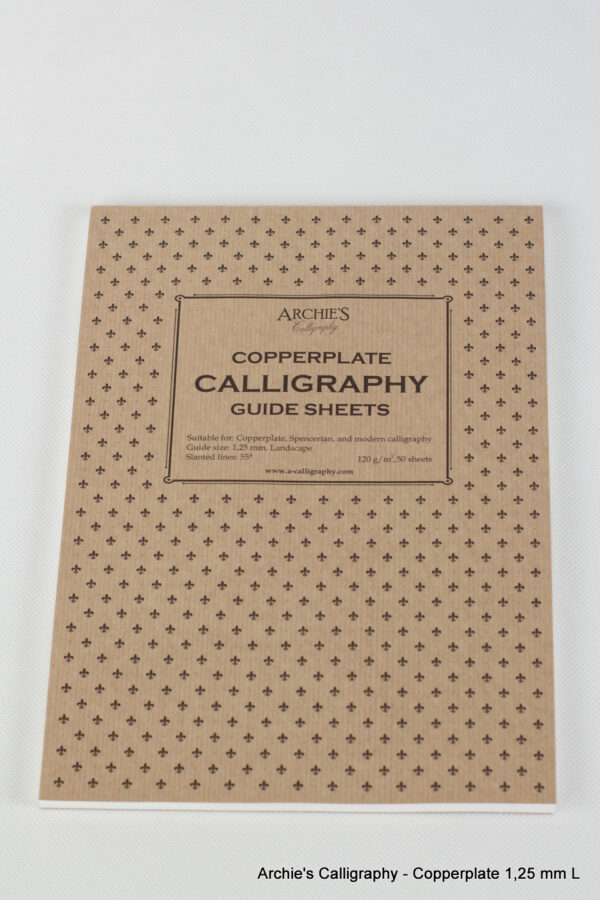 ARCHIE'S
Calligraphy
COPPERPLATE
CALLIGRAPHY
GUIDE SHEETS
Suitable for: Copperplate, Spencerian, and modern calligraphy
Guide size: 1,25 mm, Landscape
Slanted lines: 55° 120 g/m², 50 sheets
www.a-calligraphy.com
Archie's Calligraphy - Copperplate 1,25 mm L